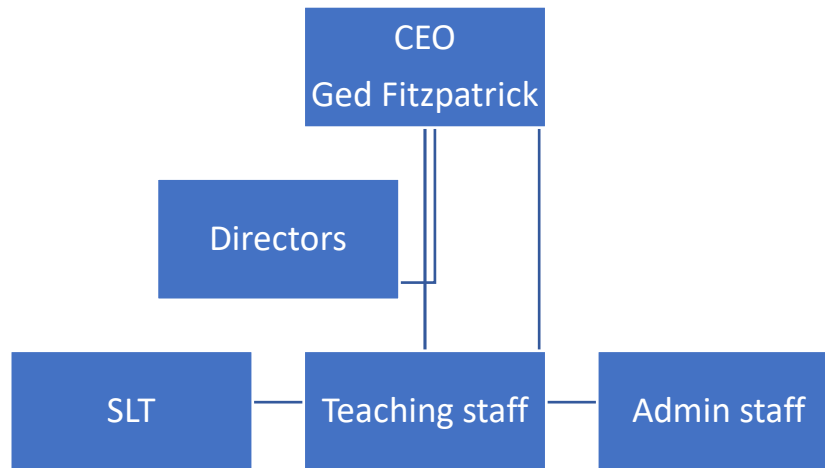 CEO
Ged Fitzpatrick
Directors
SLT
Teaching staff
Admin staff